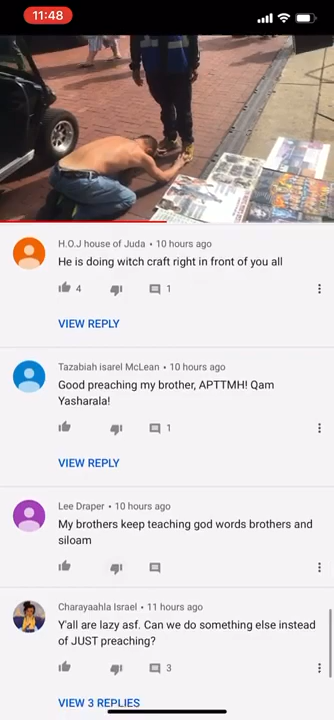 11:48
H.O.J house of Juda • 10 hours ago
He is doing witch craft right in front of you all
4
1
VIEW REPLY
Tazabiah isarel McLean • 10 hours ago
Good preaching my brother, APTTMH! Qam
Yasharala!
1
VIEW REPLY
Lee Draper • 10 hours ago
My brothers keep teaching god words brothers and
siloam
Charayaahla Israel • 11 hours ago
Y'all are lazy asf. Can we do something else instead
of JUST preaching?
3
VIEW 3 REPLIES